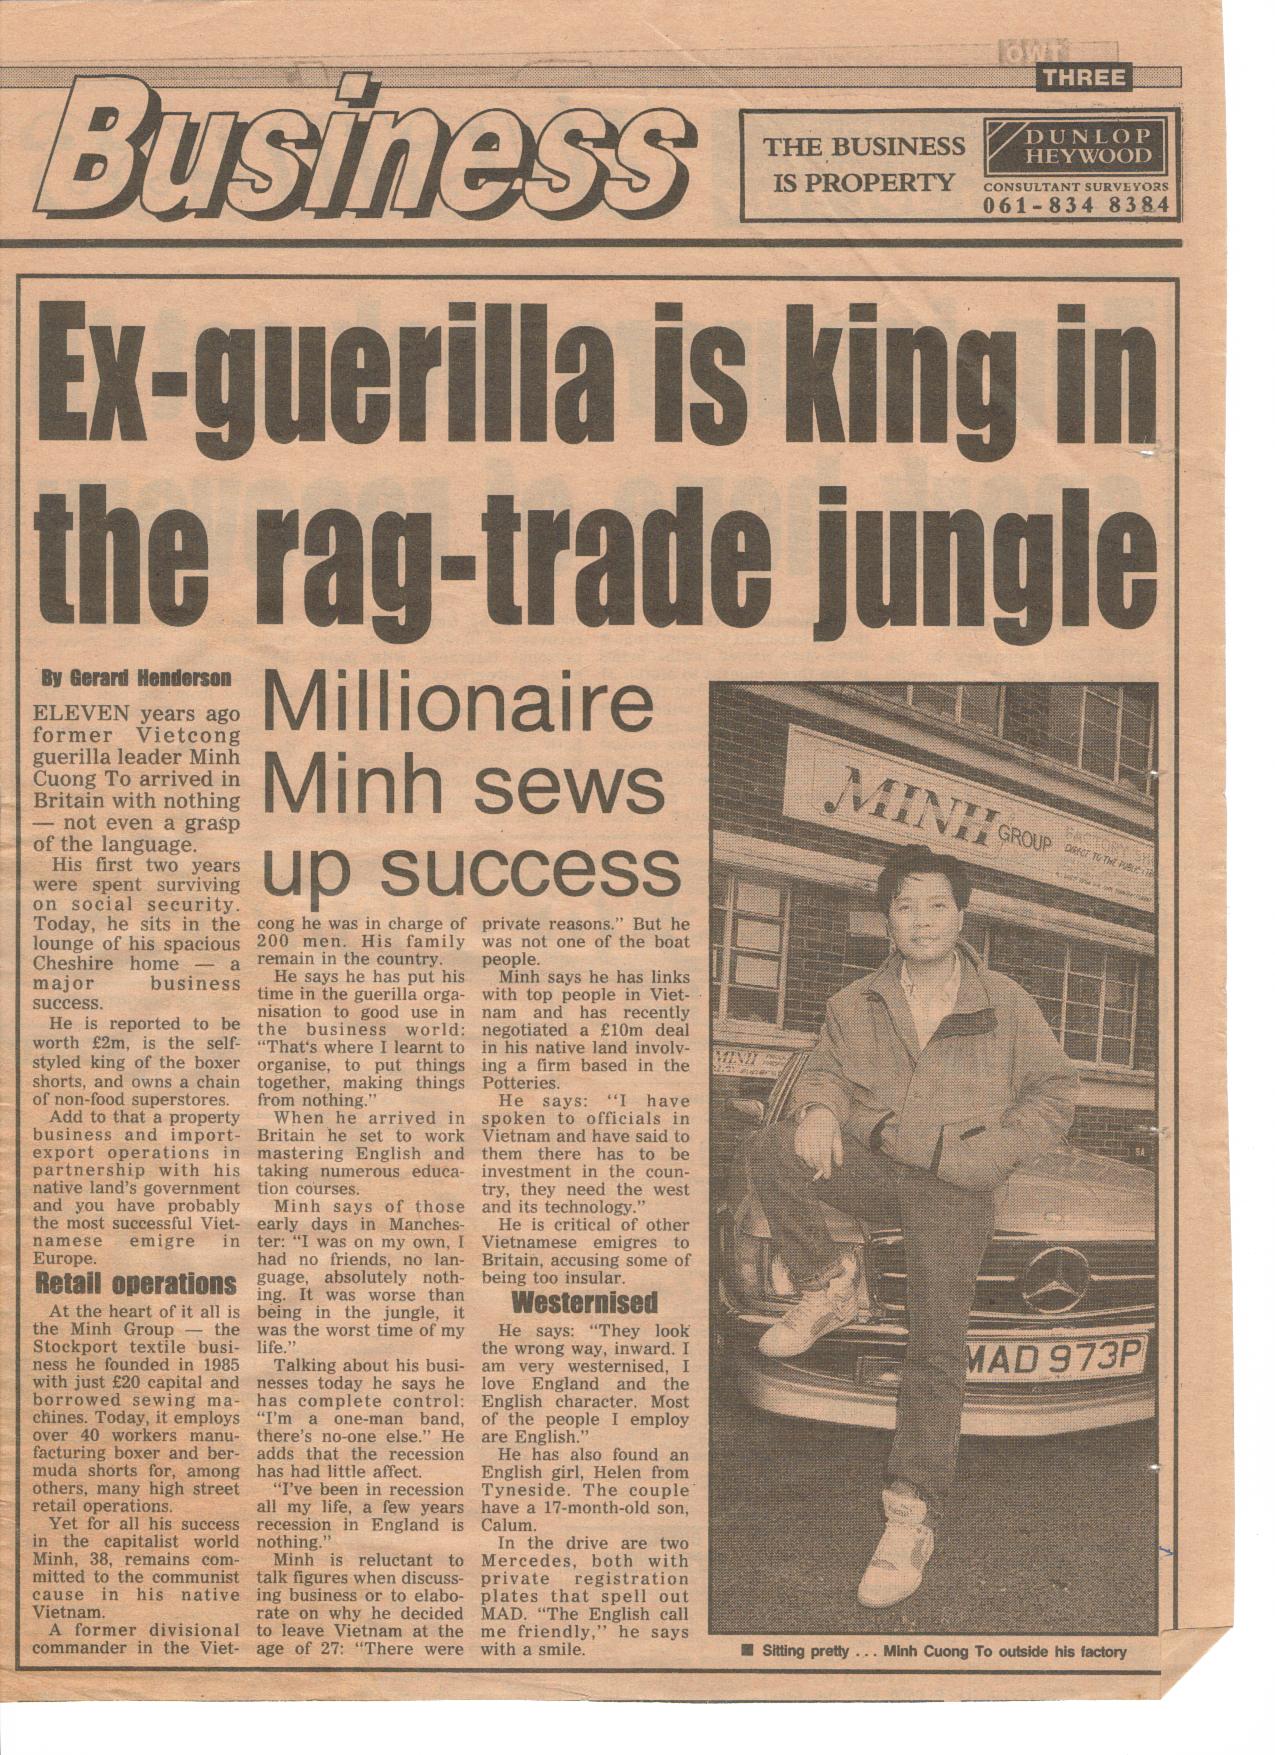 TWO
THREE
Business
THE BUSINESS
IS PROPERTY
DUNLOP
HEYWOOD
CONSULTANT SURVEYORS
061-834 8384
Ex-guerilla is king in
the rag-trade jungle
By Gerard Henderson
ELEVEN years ago
former Vietcong
guerilla leader Minh
Cuong To arrived in
Britain with nothing
— not even a grasp
of the language.
His first two years
were spent surviving
on social security.
Today, he sits in the
lounge of his spacious
Cheshire home — a
major business
success.
He is reported to be
worth £2m, is the self-
styled king of the boxer
shorts, and owns a chain
of non-food superstores.
Add to that a property
business and import-
export operations in
partnership with his
native land's government
and you have probably
the most successful Viet-
namese emigre in
Europe.
Retail operations
At the heart of it all is
the Minh Group — the
Stockport textile busi-
ness he founded in 1985
with just £20 capital and
borrowed sewing ma-
chines. Today, it employs
over 40 workers manu-
facturing boxer and ber-
muda shorts for, among
others, many high street
retail operations.
Yet for all his success
in the capitalist world
Minh, 38, remains com-
mitted to the communist
cause in his native
Vietnam.
A former divisional
commander in the Viet-
Millionaire
Minh sews
up success
cong he was in charge of
200 men. His family
remain in the country.
He says he has put his
time in the guerilla orga-
nisation to good use in
the business world:
"That's where I learnt to
organise, to put things
together, making things
from nothing."
When he arrived in
Britain he set to work
mastering English and
taking numerous educa-
tion courses.
Minh says of those
early days in Manches-
ter: "I was on my own, I
had no friends, no lan-
guage, absolutely noth-
ing. It was worse than
being in the jungle, it
was the worst time of my
life."
Talking about his busi-
nesses today he says he
has complete control:
"I'm a one-man band,
there's no-one else." He
adds that the recession
has had little affect.
"I've been in recession
all my life, a few years
recession in England is
nothing."
Minh is reluctant to
talk figures when discuss-
ing business or to elabo-
rate on why he decided
to leave Vietnam at the
age of 27: "There were
private reasons." But he
was not one of the boat
people.
Minh says he has links
with top people in Viet-
nam and has recently
negotiated a £10m deal
in his native land involv-
ing a firm based in the
Potteries.
He says: "I have
spoken to officials in
Vietnam and have said to
them there has to be
investment in the coun-
try, they need the west
and its technology."
He is critical of other
Vietnamese emigres to
Britain, accusing some of
being too insular.
Westernised
He says: "They look
the wrong way, inward. I
am very westernised, I
love England and the
English character. Most
of the people I employ
are English."
He has also found an
English girl, Helen from
Tyneside. The couple
have a 17-month-old son,
Calum.
In the drive are two
Mercedes, both with
private registration
plates that spell out
MAD. "The English call
me friendly," he says
with a smile.
MINH
GROUP
FACTORY
DIRECT TO THE PUBLIC
MINH
MAD 973P
■ Sitting pretty . . . Minh Cuong To outside his factory